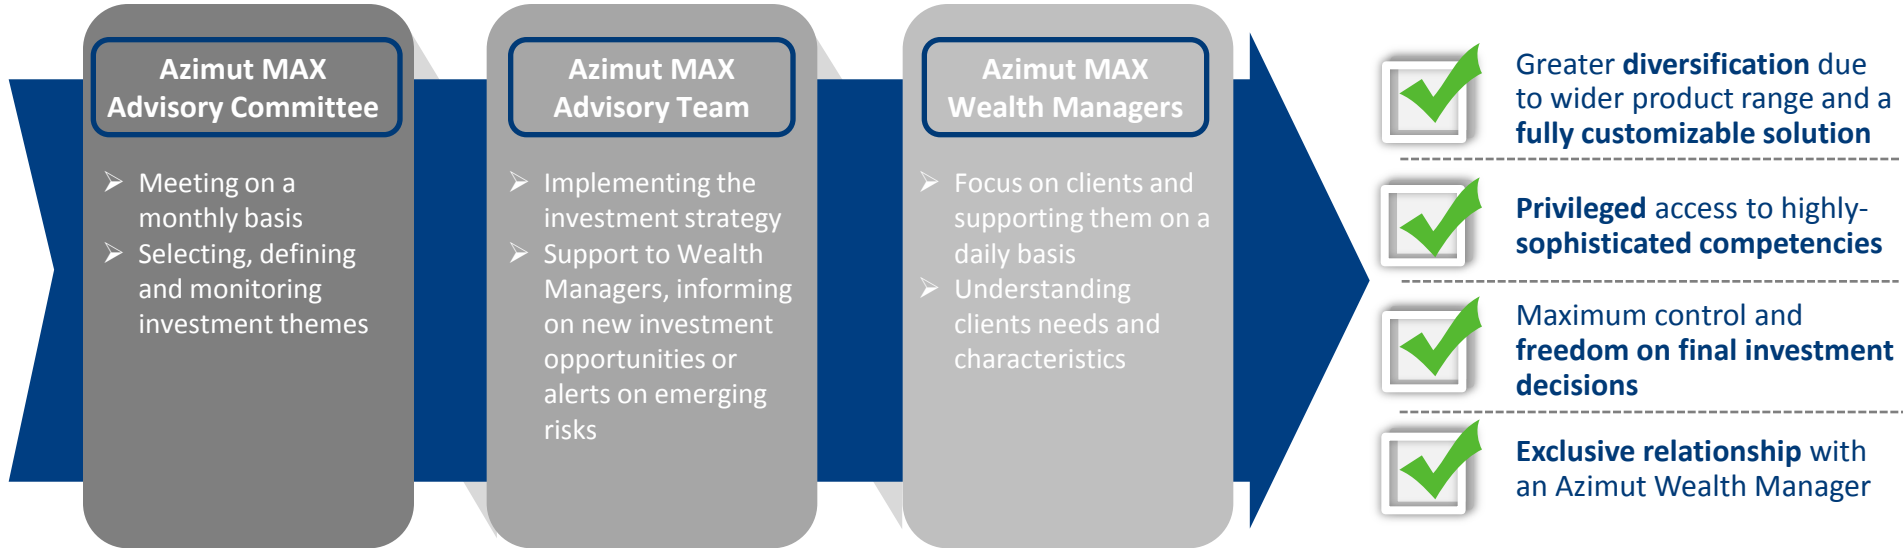 Azimut MAX
Advisory Committee
➢ Meeting on a
monthly basis
➢ Selecting, defining
and monitoring
investment themes
Azimut MAX
Advisory Team
➢ Implementing the
investment strategy
➢ Support to Wealth
Managers, informing
on new investment
opportunities or
alerts on emerging
risks
Azimut MAX
Wealth Managers
➢ Focus on clients and
supporting them on a
daily basis
➢ Understanding
clients needs and
characteristics
Greater diversification due
to wider product range and a
fully customizable solution
Privileged access to highly-
sophisticated competencies
Maximum control and
freedom on final investment
decisions
Exclusive relationship with
an Azimut Wealth Manager